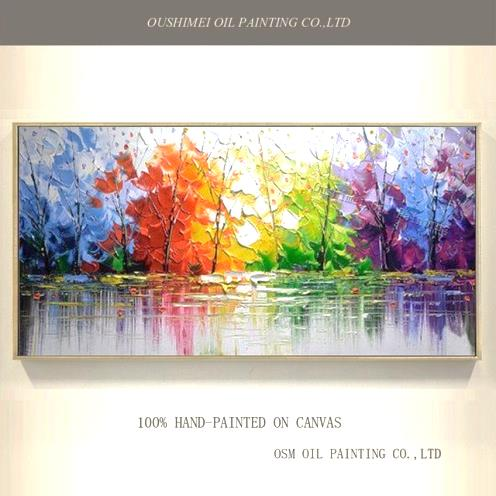 OUSHIMEI OIL PAINTING CO.,LTD
100% HAND-PAINTED ON CANVAS
OSM OIL PAINTING CO.,LTD